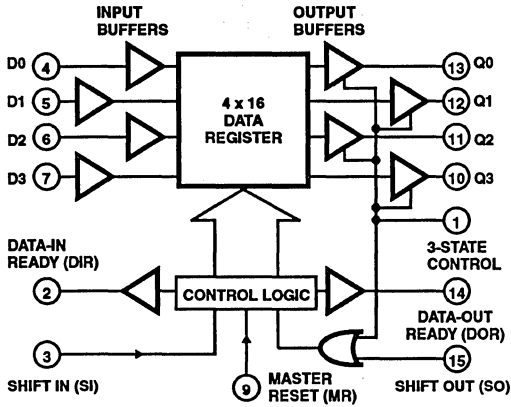 INPUT
BUFFERS
OUTPUT
BUFFERS
D0 4
13 Q0
D1 5
4 x 16
DATA
REGISTER
12 Q1
D2 6
11 Q2
D3 7
10 Q3
1
3-STATE
CONTROL
DATA-IN
READY (DIR)
2
CONTROL LOGIC
14
DATA-OUT
READY (DOR)
3
SHIFT IN (SI)
9
MASTER
RESET (MR)
15
SHIFT OUT (SO)